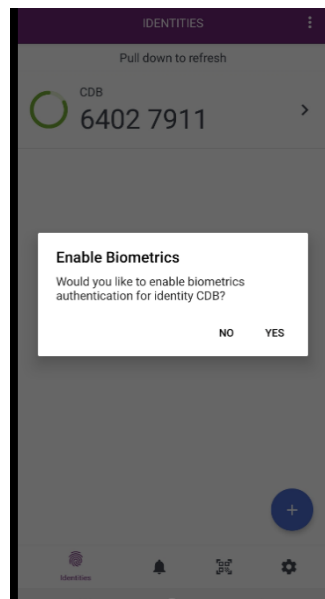 IDENTITIES
Pull down to refresh
CDB
6402 7911
Enable Biometrics
Would you like to enable biometrics
authentication for identity CDB?
NO YES
Identities